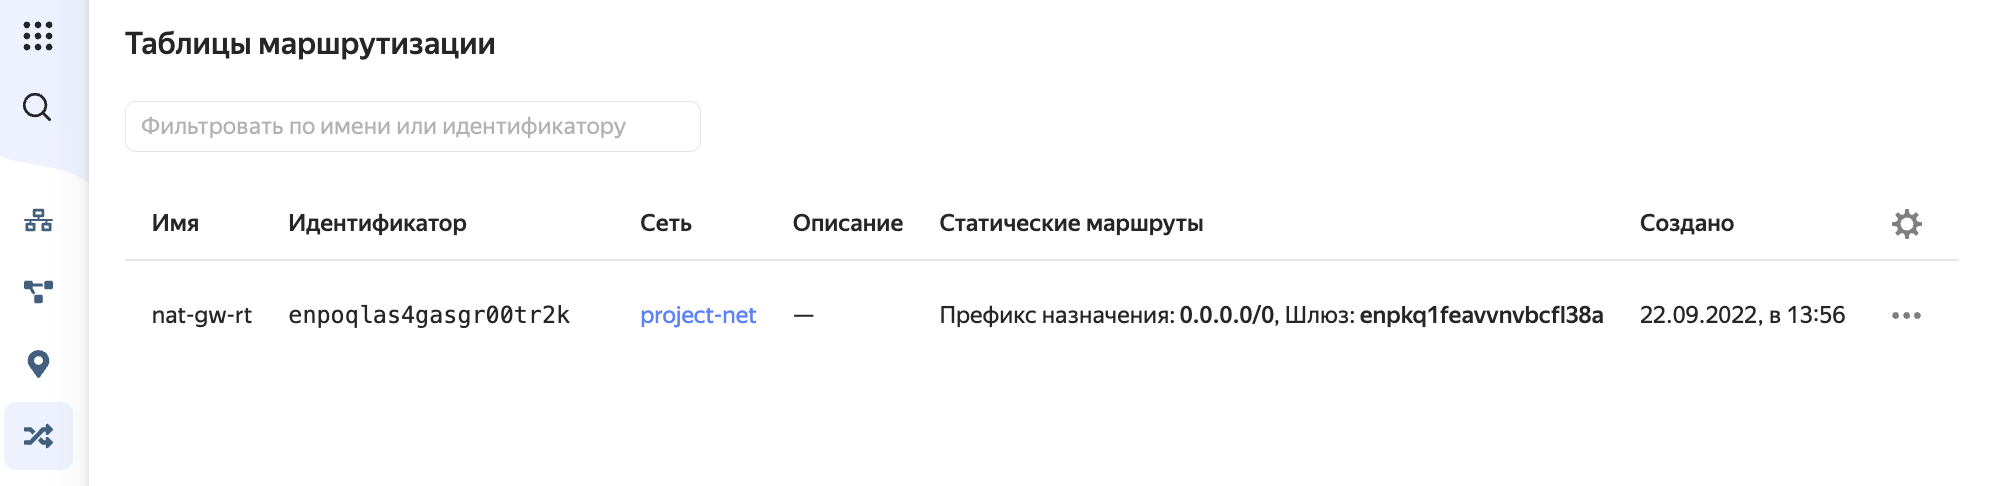 Таблицы маршрутизации
Фильтровать по имени или идентификатору
Имя Идентификатор Сеть Описание Статические маршруты Создано
nat-gw-rt enpoqlas4gasgr00tr2k project-net — Префикс назначения: 0.0.0.0/0, Шлюз: enpkq1feavvnvbcfl38a 22.09.2022, в 13:56